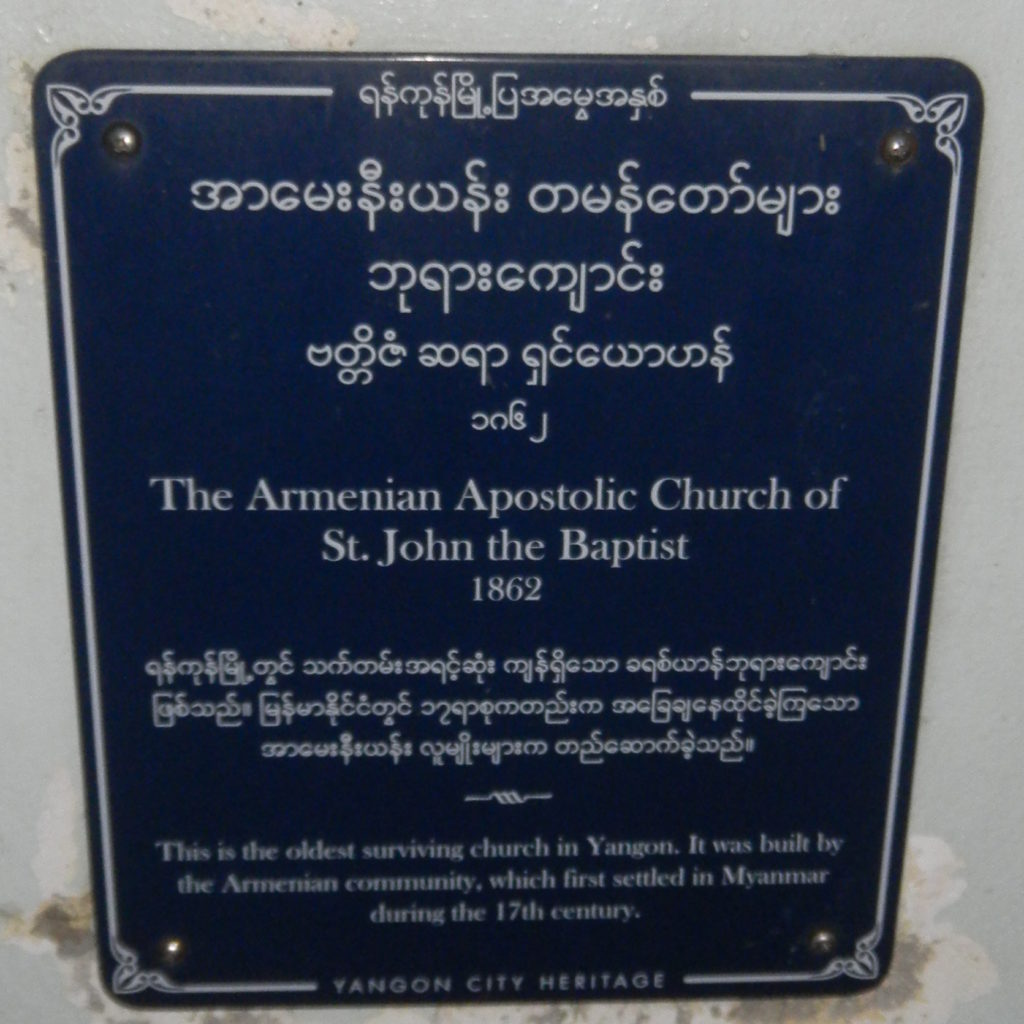 ရန်ကုန်မြို့ပြအမွေအနှစ်
အာမေးနီးယန်း တမန်တော်များ
ဘုရားကျောင်း
ဗတ္တိဇံ ဆရာ ရှင်ယောဟန်
၁၈၆၂
The Armenian Apostolic Church of
St. John the Baptist
1862
ရန်ကုန်မြို့တွင် သက်တမ်းအရင့်ဆုံး ကျန်ရှိသော ခရစ်ယာန်ဘုရားကျောင်း
ဖြစ်သည်။ မြန်မာနိုင်ငံတွင် ၁၇ရာစုကတည်းက အခြေချနေထိုင်ခဲ့ကြသော
အာမေးနီးယန်း လူမျိုးများက တည်ဆောက်ခဲ့သည်။
This is the oldest surviving church in Yangon. It was built by
the Armenian community, which first settled in Myanmar
during the 17th century.
YANGON CITY HERITAGE